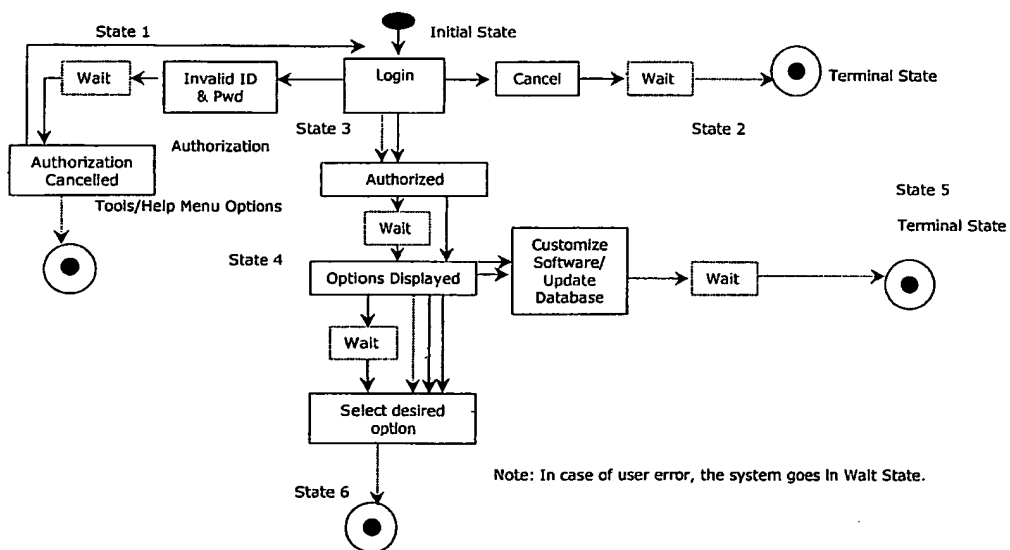 State 1
Initial State
Wait
Invalid ID
& Pwd
Login
Cancel
Wait
Terminal State
State 3
State 2
Authorization
Authorization
Cancelled
Authorized
Tools/Help Menu Options
State 5
Terminal State
Wait
State 4
Options Displayed
Customize
Software/
Update
Database
Wait
Wait
Select desired
option
Note: In case of user error, the system goes in Wait State.
State 6